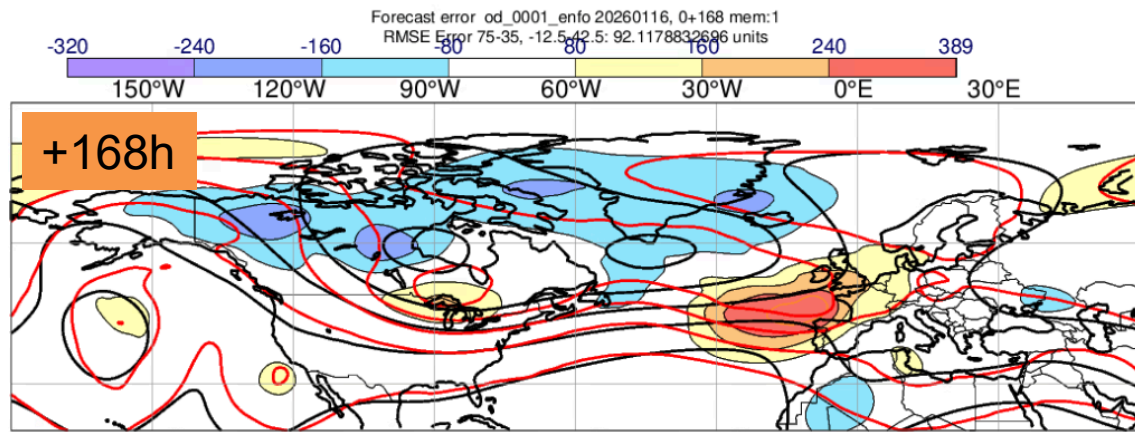 Forecast error od_0001_enfo 20260116, 0+168 mem:1
RMSE Error 75-35, -12.5-42.5: 92.1178832696 units
-320 -240 -160 -80 80 160 240 389
150°W 120°W 90°W 60°W 30°W 0°E 30°E
+168h